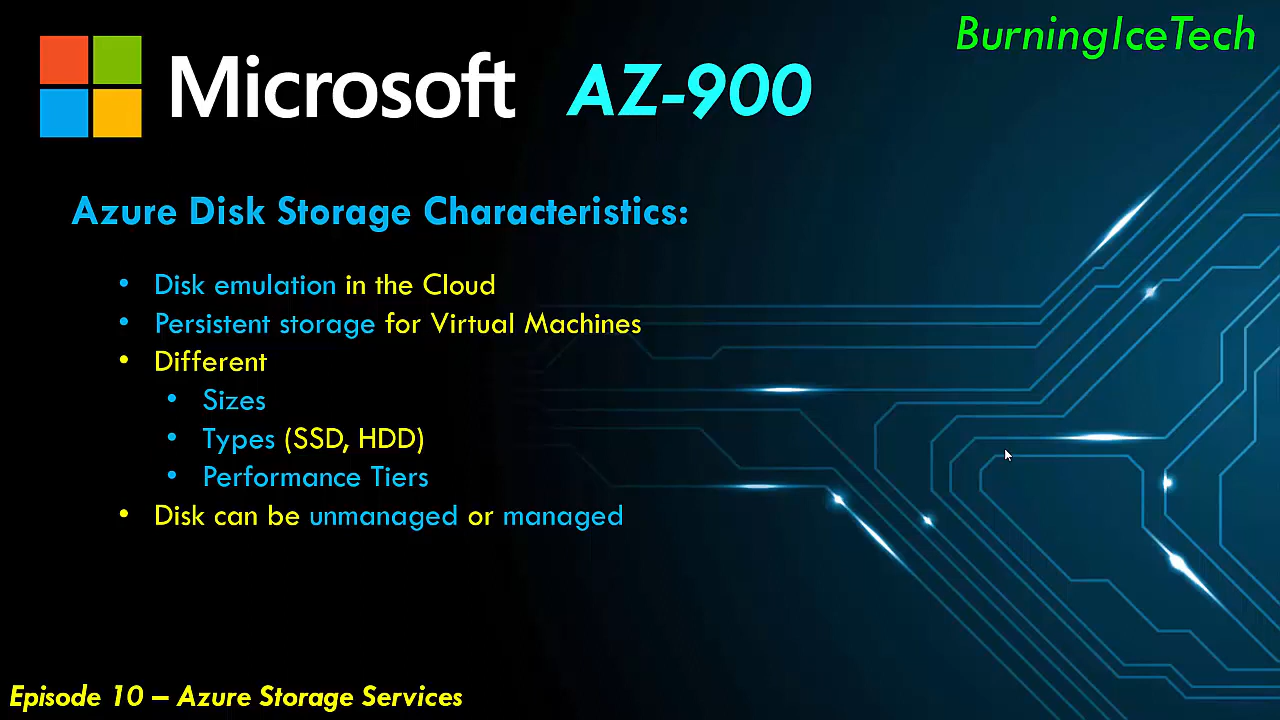 BurningIceTech
Microsoft AZ-900
Azure Disk Storage Characteristics:
• Disk emulation in the Cloud
• Persistent storage for Virtual Machines
• Different
• Sizes
• Types (SSD, HDD)
• Performance Tiers
• Disk can be unmanaged or managed
Episode 10 – Azure Storage Services